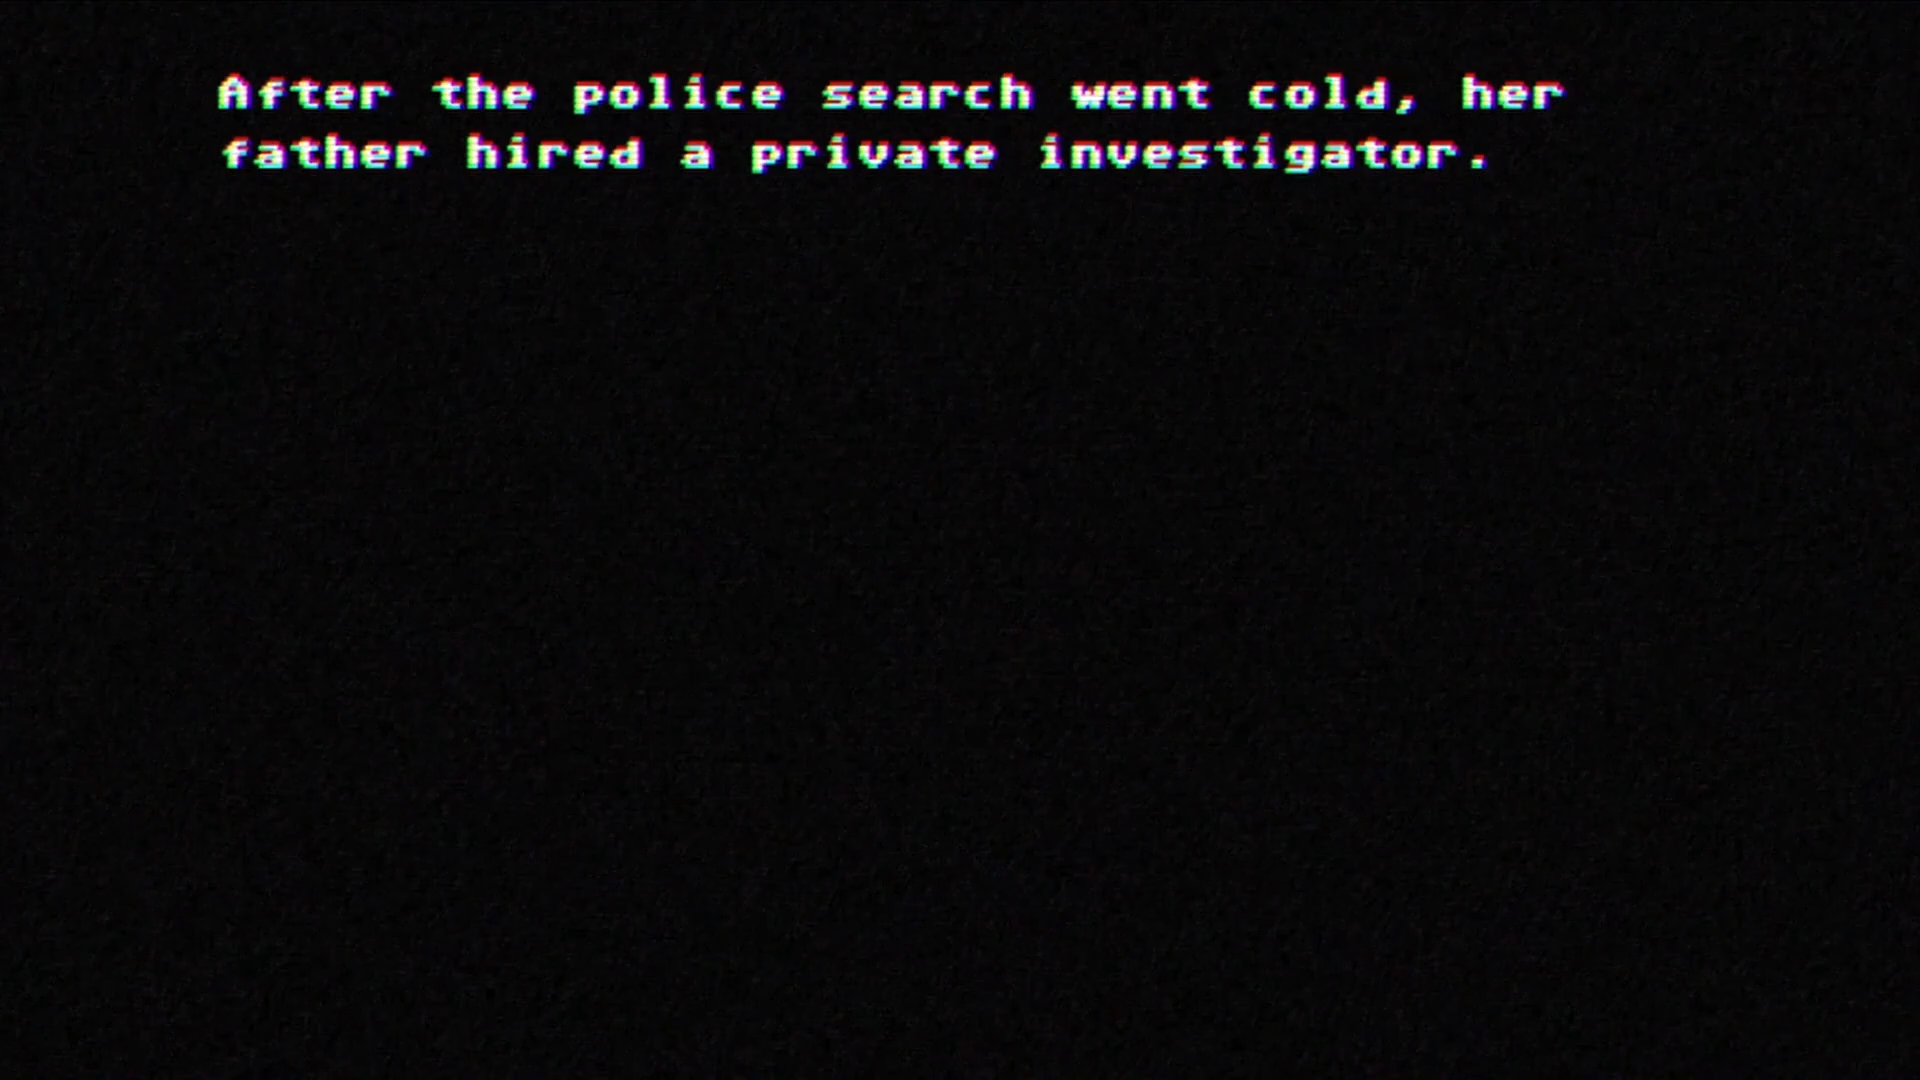 After the police search went cold, her
father hired a private investigator.